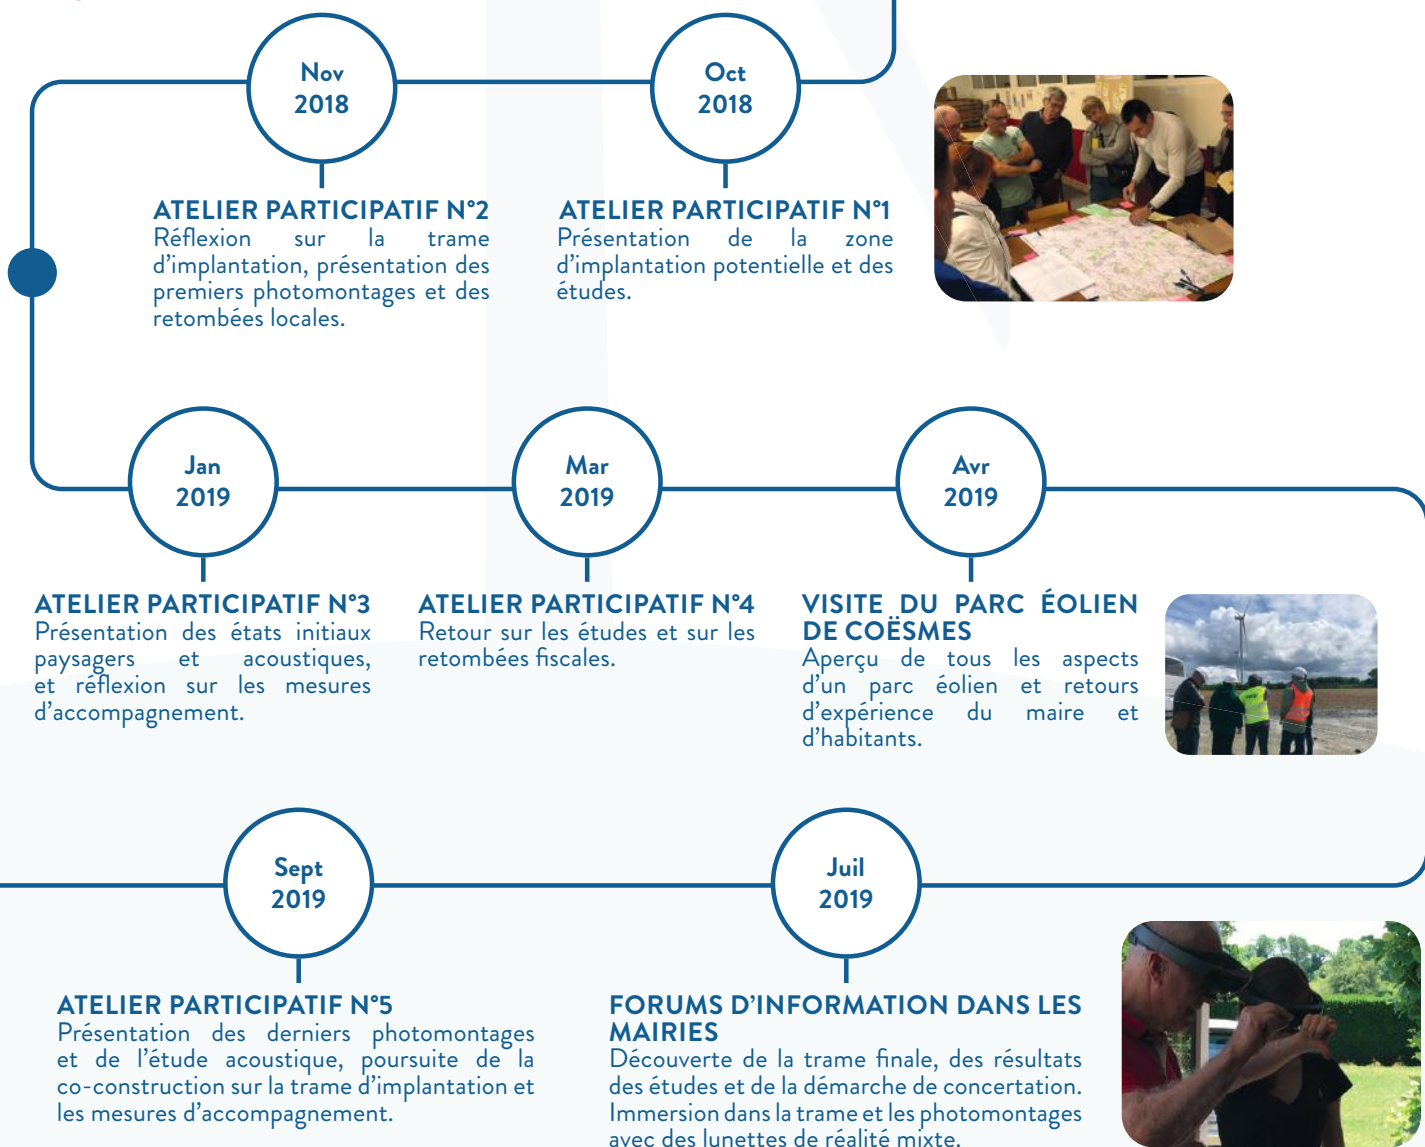 Oct
2018
ATELIER PARTICIPATIF N°1
Présentation de la zone
d'implantation potentielle et des
études.
Nov
2018
ATELIER PARTICIPATIF N°2
Réflexion sur la trame
d'implantation, présentation des
premiers photomontages et des
retombées locales.
Jan
2019
ATELIER PARTICIPATIF N°3
Présentation des états initiaux
paysagers et acoustiques,
et réflexion sur les mesures
d'accompagnement.
Mar
2019
ATELIER PARTICIPATIF N°4
Retour sur les études et sur les
retombées fiscales.
Avr
2019
VISITE DU PARC ÉOLIEN
DE COËSMES
Aperçu de tous les aspects
d'un parc éolien et retours
d'expérience du maire et
d'habitants.
Juil
2019
FORUMS D'INFORMATION DANS LES
MAIRIES
Découverte de la trame finale, des résultats
des études et de la démarche de concertation.
Immersion dans la trame et les photomontages
avec des lunettes de réalité mixte.
Sept
2019
ATELIER PARTICIPATIF N°5
Présentation des derniers photomontages
et de l'étude acoustique, poursuite de la
co-construction sur la trame d'implantation et
les mesures d'accompagnement.